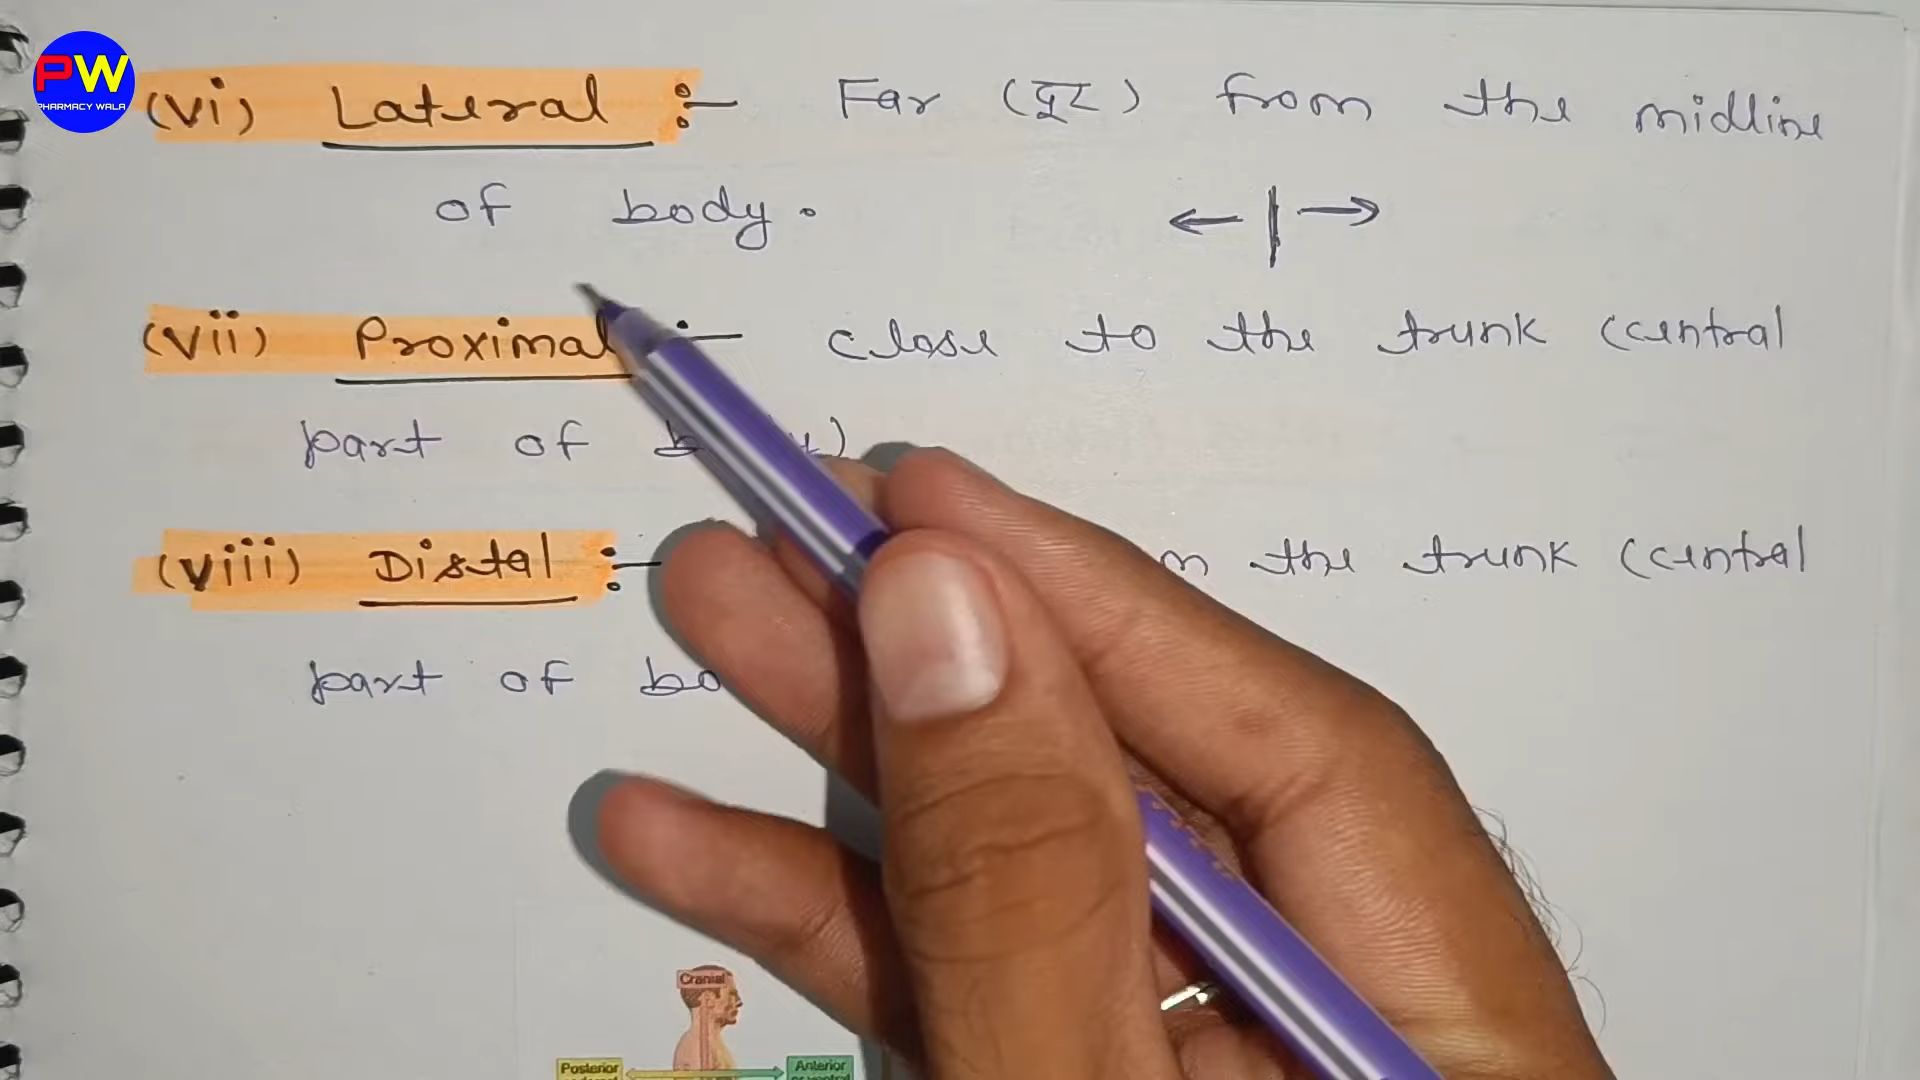 PW
PHARMACY WALA
(vi) Lateral :- Far (दूर) from the midline
of body.
(vii) Proximal :- close to the trunk (central
part of
(viii) Distal :- the trunk (central
part of
Cranial
Posterior
Anterior